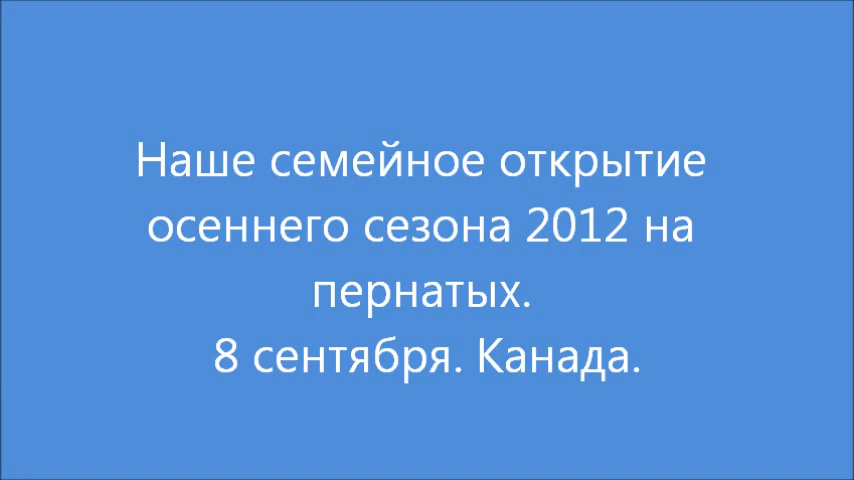 Наше семейное открытие
осеннего сезона 2012 на
пернатых.
8 сентября. Канада.